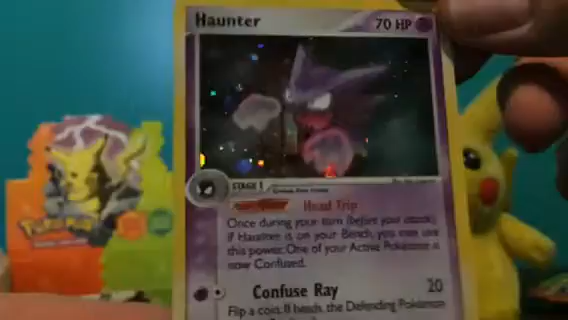 Haunter 70 HP
STAGE 1
Head Trip
Once during your turn (before your attack),
if Haunter is on your Bench, you may use
this power. One of your Active Pokémon is
now Confused.
Confuse Ray 20
Flip a coin. If heads, the Defending Pokémon
POKéMON